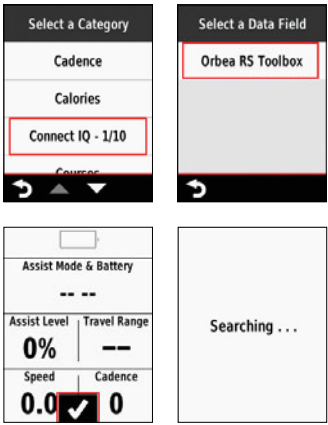 Select a Category
Cadence
Calories
Connect IQ - 1/10
Courses
Select a Data Field
Orbea RS Toolbox
Assist Mode & Battery
-- --
Assist Level Travel Range
0% --
Speed Cadence
0.0 0
Searching . . .